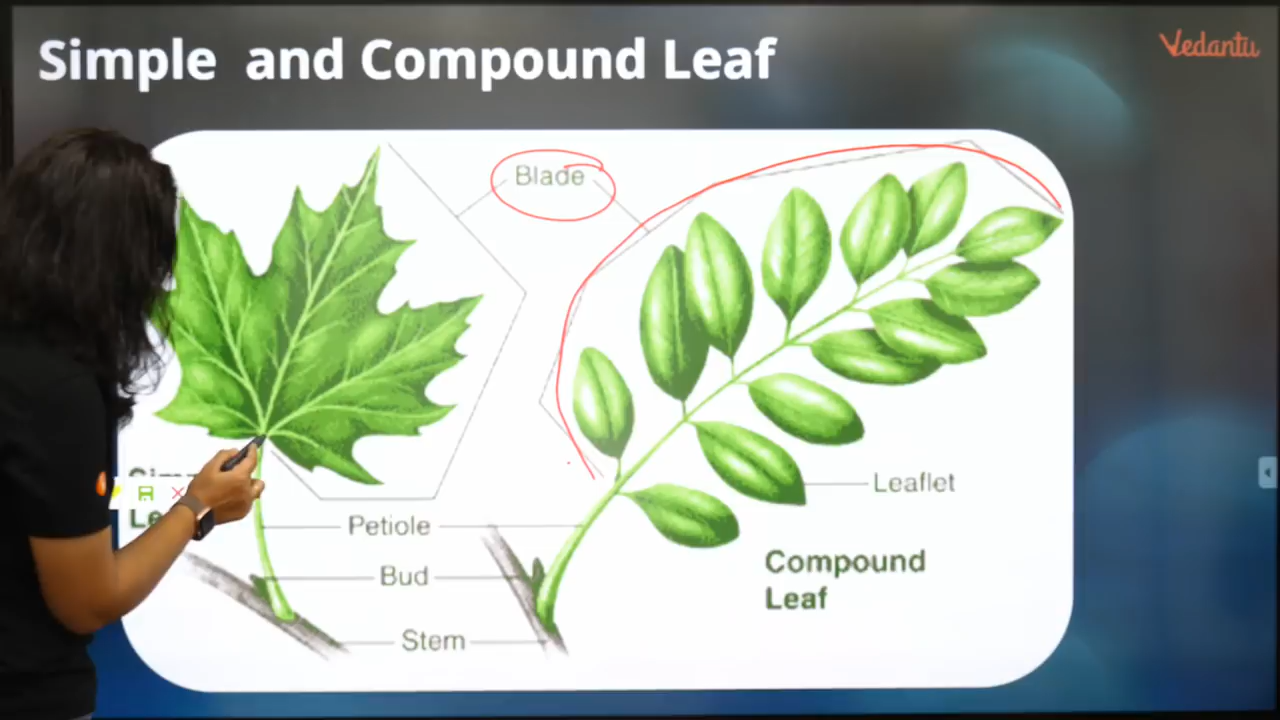 Simple and Compound Leaf
Vedantu
Blade
Leaflet
Petiole
Bud
Stem
Compound
Leaf